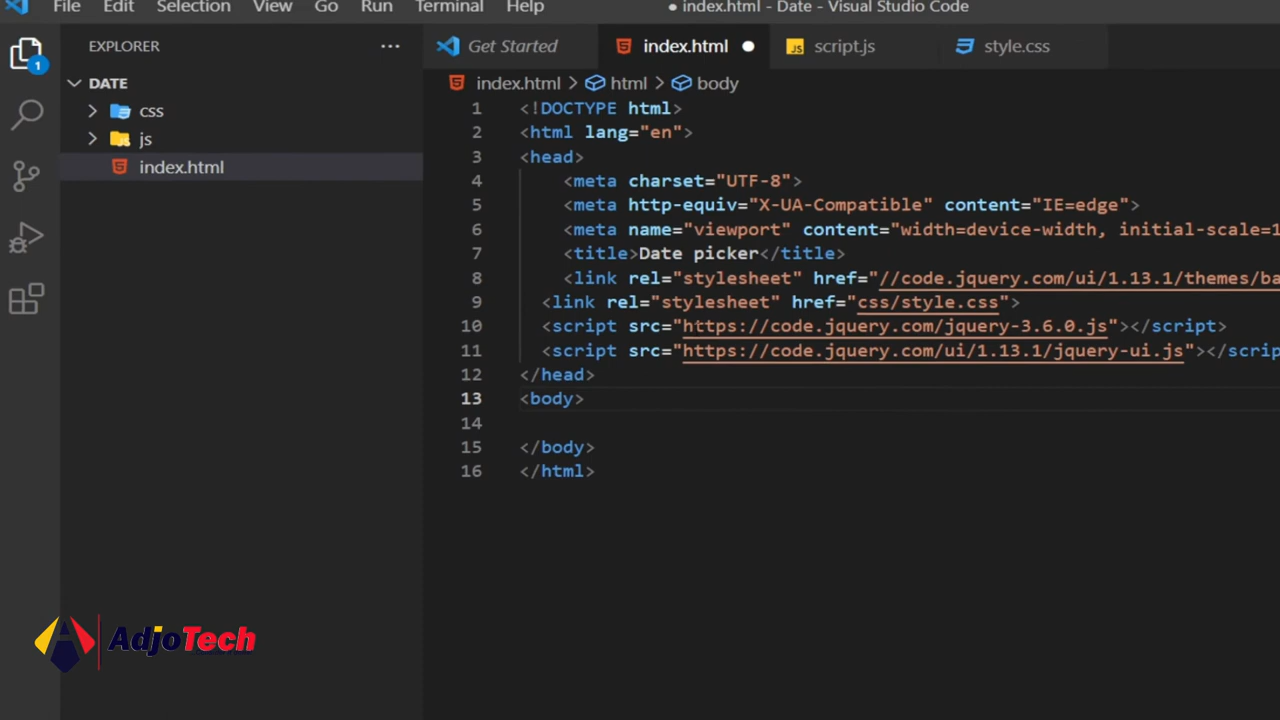 File Edit Selection View Go Run Terminal Help ● index.html - Date - Visual Studio Code
EXPLORER ···
Get Started index.html ● script.js style.css
1
DATE
index.html > html > body
css
js
index.html
1 <!DOCTYPE html>
2 <html lang="en">
3 <head>
4 <meta charset="UTF-8">
5 <meta http-equiv="X-UA-Compatible" content="IE=edge">
6 <meta name="viewport" content="width=device-width, initial-scale=1
7 <title>Date picker</title>
8 <link rel="stylesheet" href="//code.jquery.com/ui/1.13.1/themes/ba
9 <link rel="stylesheet" href="css/style.css">
10 <script src="https://code.jquery.com/jquery-3.6.0.js"></script>
11 <script src="https://code.jquery.com/ui/1.13.1/jquery-ui.js"></scrip
12 </head>
13 <body>
14
15 </body>
16 </html>
AdjoTech